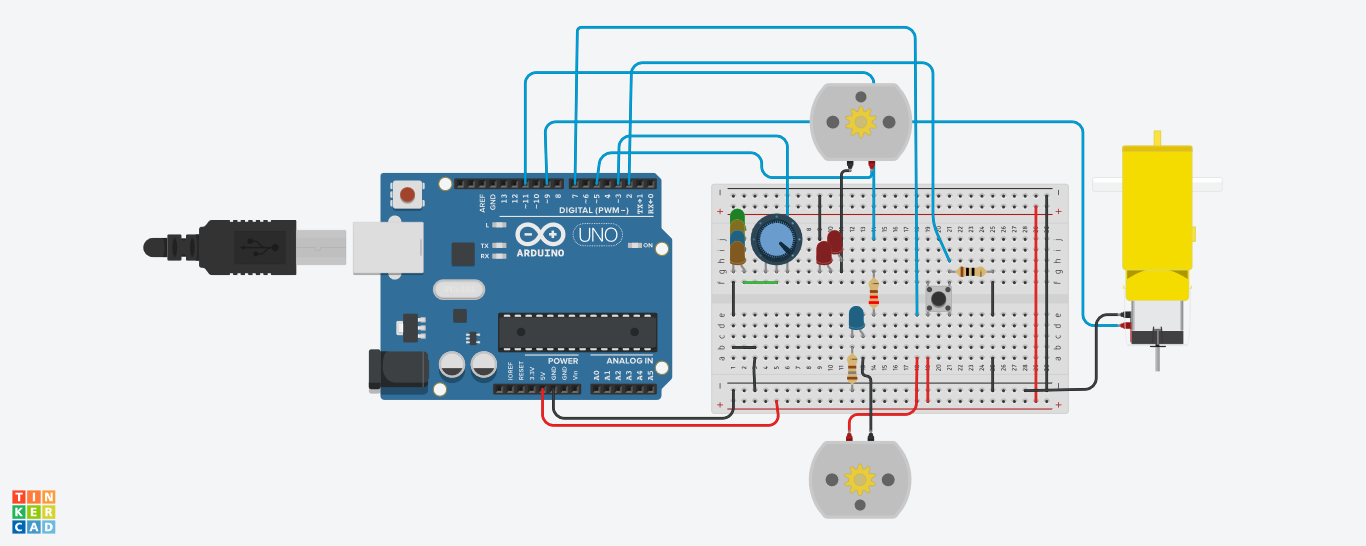 AREF
GND
13
12
~11
~10
~9
8
7
~6
~5
4
~3
2
TX→1
RX←0
DIGITAL (PWM~)
L
TX
RX
ARDUINO
UNO
ON
POWER
ANALOG IN
IOREF
RESET
3.3V
5V
GND
GND
Vin
A0
A1
A2
A3
A4
A5
j
i
h
g
f
e
d
c
b
a
TIN
KER
CAD